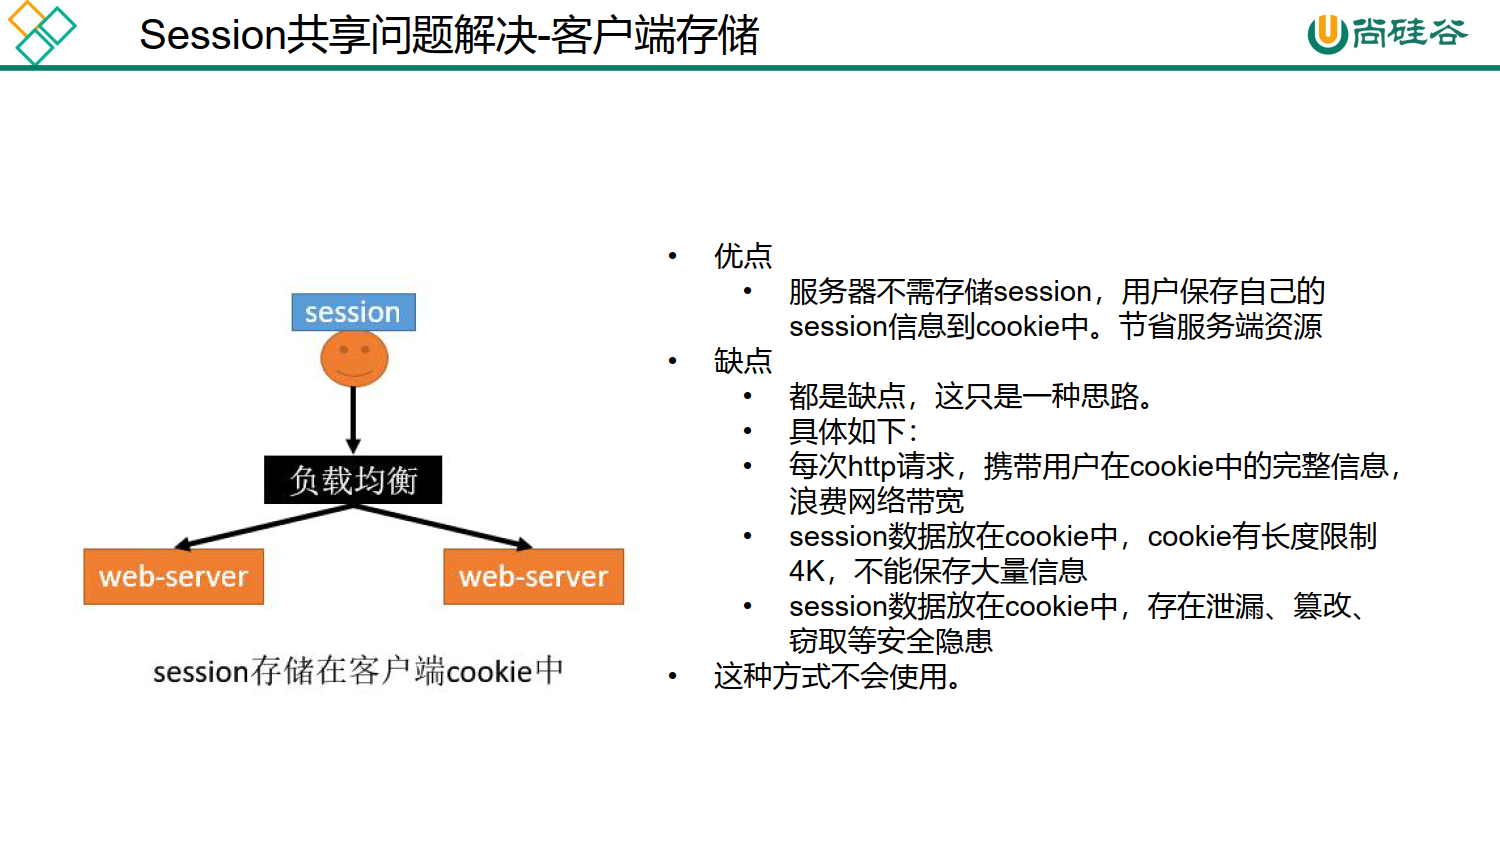 Session共享问题解决-客户端存储
尚硅谷
session
负载均衡
web-server
web-server
session存储在客户端cookie中
• 优点
• 服务器不需存储session，用户保存自己的
session信息到cookie中。节省服务端资源
• 缺点
• 都是缺点，这只是一种思路。
• 具体如下：
• 每次http请求，携带用户在cookie中的完整信息，
浪费网络带宽
• session数据放在cookie中，cookie有长度限制
4K，不能保存大量信息
• session数据放在cookie中，存在泄漏、篡改、
窃取等安全隐患
• 这种方式不会使用。